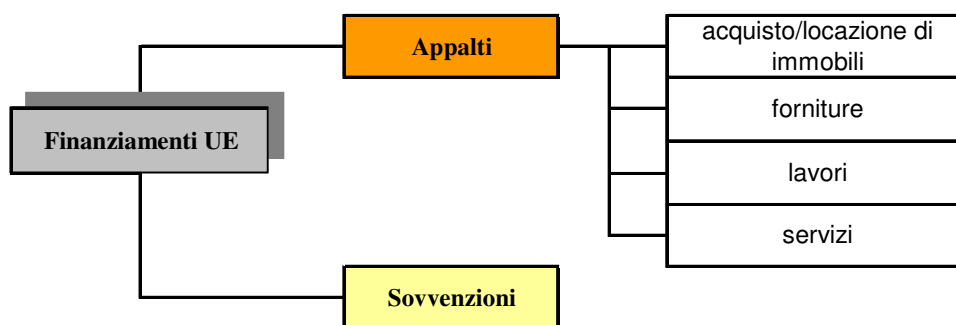 Finanziamenti UE
Appalti
acquisto/locazione di
immobili
forniture
lavori
servizi
Sovvenzioni